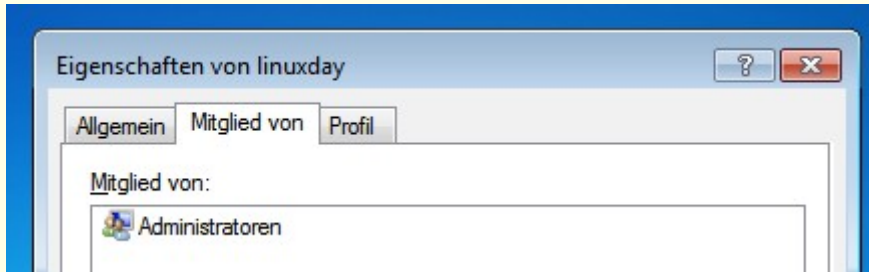 Eigenschaften von linuxday
Allgemein Mitglied von Profil
Mitglied von:
Administratoren